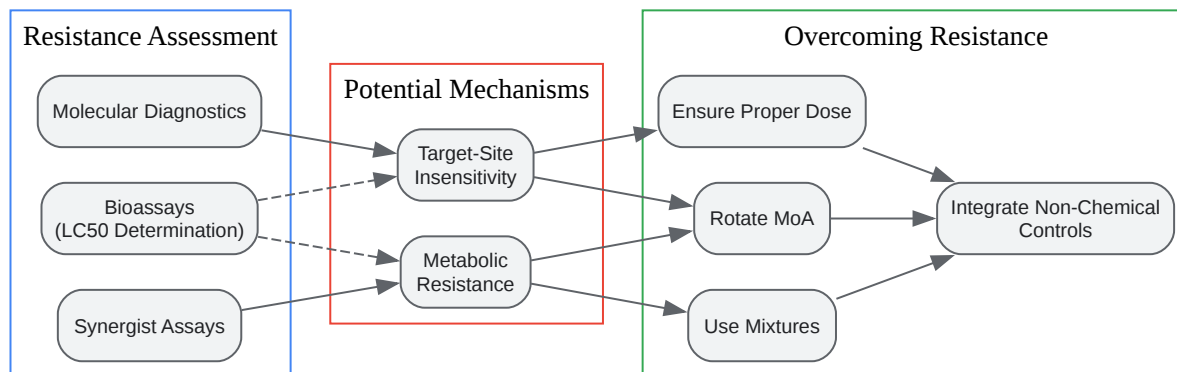 Resistance Assessment
Molecular Diagnostics
Bioassays
(LC50 Determination)
Synergist Assays
Potential Mechanisms
Target-Site
Insensitivity
Metabolic
Resistance
Overcoming Resistance
Ensure Proper Dose
Rotate MoA
Use Mixtures
Integrate Non-Chemical
Controls